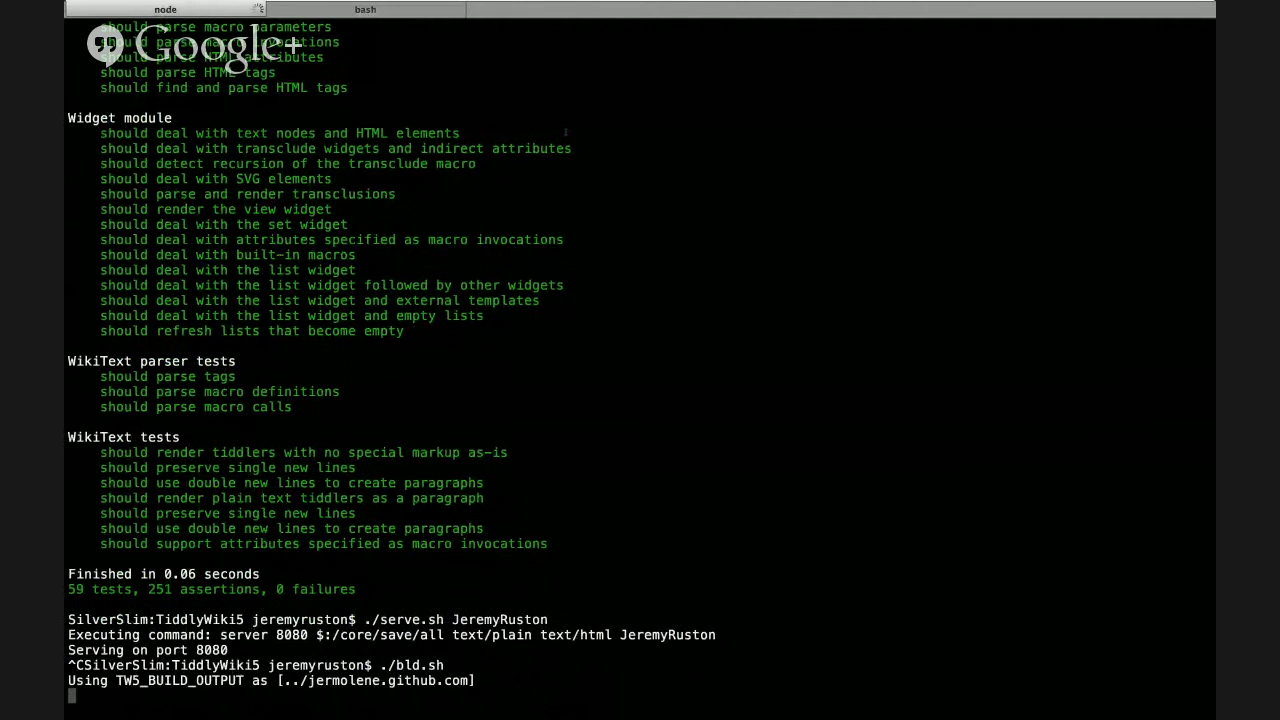 node bash
should parse macro parameters
should parse macro invocations
Google+
should parse HTML attributes
should parse HTML tags
should find and parse HTML tags
Widget module
should deal with text nodes and HTML elements
should deal with transclude widgets and indirect attributes
should detect recursion of the transclude macro
should deal with SVG elements
should parse and render transclusions
should render the view widget
should deal with the set widget
should deal with attributes specified as macro invocations
should deal with built-in macros
should deal with the list widget
should deal with the list widget followed by other widgets
should deal with the list widget and external templates
should deal with the list widget and empty lists
should refresh lists that become empty
WikiText parser tests
should parse tags
should parse macro definitions
should parse macro calls
WikiText tests
should render tiddlers with no special markup as-is
should preserve single new lines
should use double new lines to create paragraphs
should render plain text tiddlers as a paragraph
should preserve single new lines
should use double new lines to create paragraphs
should support attributes specified as macro invocations
Finished in 0.06 seconds
59 tests, 251 assertions, 0 failures
SilverSlim:TiddlyWiki5 jeremyruston$ ./serve.sh JeremyRuston
Executing command: server 8080 $:/core/save/all text/plain text/html JeremyRuston
Serving on port 8080
^CSilverSlim:TiddlyWiki5 jeremyruston$ ./bld.sh
Using TW5_BUILD_OUTPUT as [../jermolene.github.com]